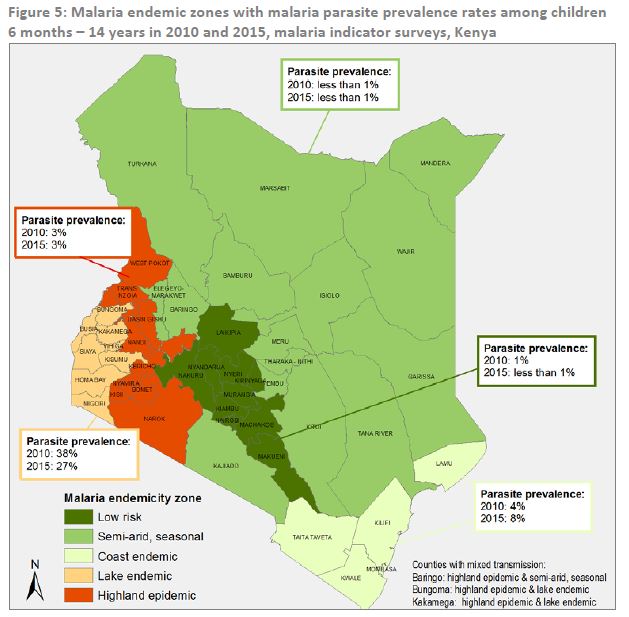 Figure 5: Malaria endemic zones with malaria parasite prevalence rates among children
6 months – 14 years in 2010 and 2015, malaria indicator surveys, Kenya
Parasite prevalence:
2010: less than 1%
2015: less than 1%
TURKANA
MARSABIT
MANDERA
WAJIR
Parasite prevalence:
2010: 3%
2015: 3%
WEST POKOT
SAMBURU
ISIOLO
TRANS
NZOIA
ELEGEYO-
MARAKWET
BARINGO
BUNGOMA
UASIN GISHU
BUSIA
KAKAMEGA
NANDI
VIHIGA
SIAYA
KISUMU
LAIKIPIA
MERU
THARAKA - NITHI
KERICHO
NYANDARUA
NAKURU
NYERI
KIRINYAGA
EMBU
HOMA BAY
NYAMIRA
KISII
BOMET
MIGORI
NAROK
MURANGA
KIAMBU
NAIROBI
MACHAKOS
KITUI
GARISSA
TANA RIVER
MAKUENI
KAJIADO
LAMU
Parasite prevalence:
2010: 1%
2015: less than 1%
Parasite prevalence:
2010: 38%
2015: 27%
Parasite prevalence:
2010: 4%
2015: 8%
TAITA TAVETA
KILIFI
MOMBASA
KWALE
Malaria endemicity zone
Low risk
Semi-arid, seasonal
Coast endemic
Lake endemic
Highland epidemic
N
Counties with mixed transmission:
Baringo: highland epidemic & semi-arid, seasonal
Bungoma: highland epidemic & lake endemic
Kakamega: highland epidemic & lake endemic